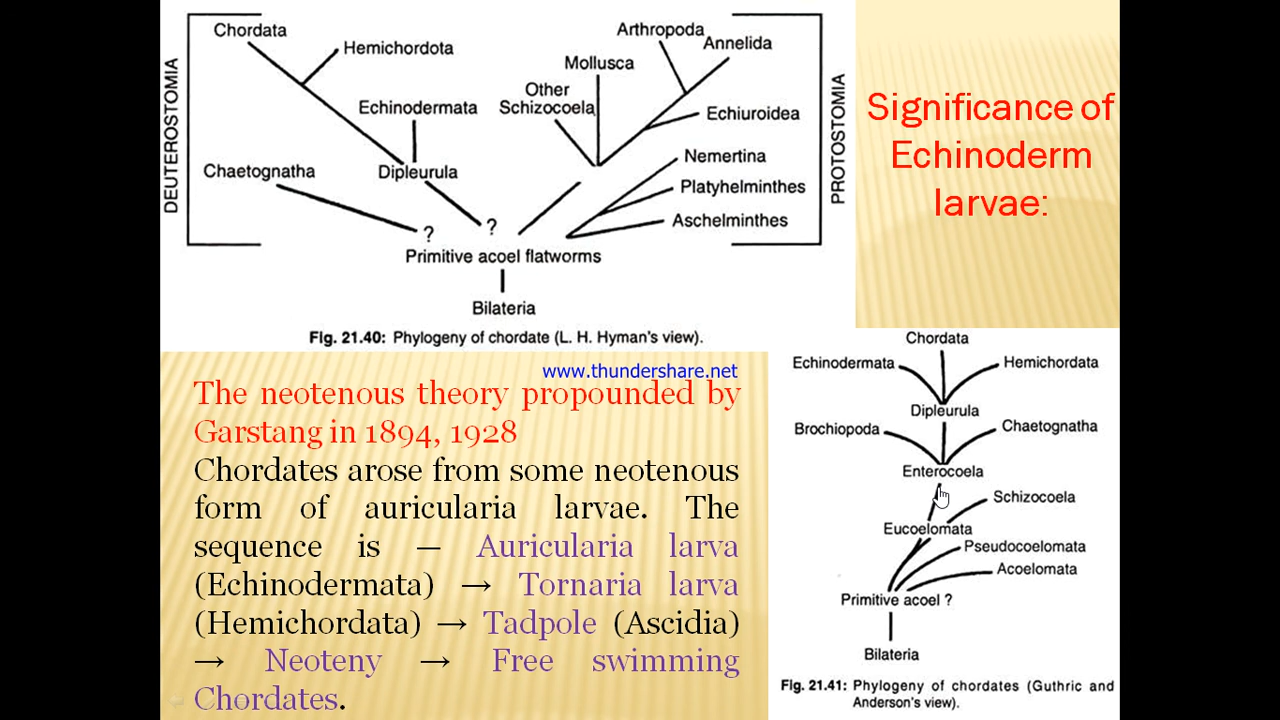 DEUTEROSTOMIA
Chordata
Hemichordota
Echinodermata
Chaetognatha
Dipleurula
?
?
Arthropoda
Annelida
Mollusca
Other
Schizocoela
Echiuroidea
Nemertina
Platyhelminthes
Aschelminthes
PROTOSTOMIA
Primitive acoel flatworms
Bilateria
Fig. 21.40: Phylogeny of chordate (L. H. Hyman's view).
Significance of
Echinoderm
larvae:
www.thundershare.net
The neotenous theory propounded by
Garstang in 1894, 1928
Chordates arose from some neotenous
form of auricularia larvae. The
sequence is — Auricularia larva
(Echinodermata) → Tornaria larva
(Hemichordata) → Tadpole (Ascidia)
→ Neoteny → Free swimming
Chordates.
Chordata
Echinodermata
Hemichordata
Dipleurula
Brochiopoda
Chaetognatha
Enterocoela
Schizocoela
Eucoelomata
Pseudocoelomata
Acoelomata
Primitive acoel ?
Bilateria
Fig. 21.41: Phylogeny of chordates (Guthric and
Anderson's view).